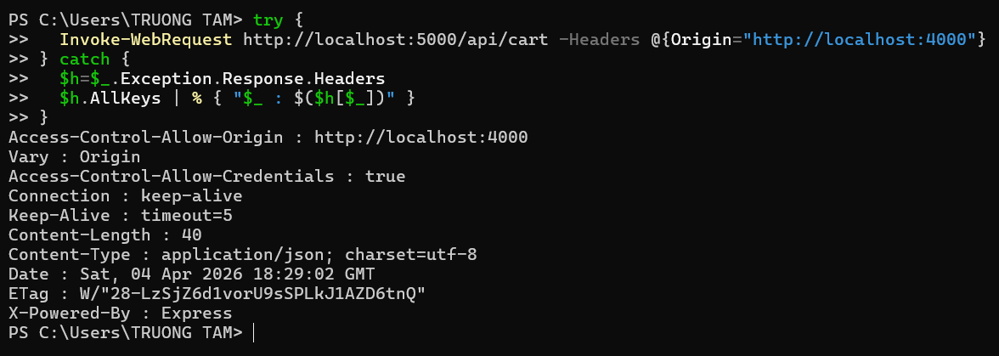 PS C:\Users\TRUONG TAM> try {
>>   Invoke-WebRequest http://localhost:5000/api/cart -Headers @{Origin="http://localhost:4000"}
>> } catch {
>>   $h=$_.Exception.Response.Headers
>>   $h.AllKeys | % { "$_ : $($h[$_])" }
>> }
Access-Control-Allow-Origin : http://localhost:4000
Vary : Origin
Access-Control-Allow-Credentials : true
Connection : keep-alive
Keep-Alive : timeout=5
Content-Length : 40
Content-Type : application/json; charset=utf-8
Date : Sat, 04 Apr 2026 18:29:02 GMT
ETag : W/"28-LzSjZ6d1vorU9sSPLkJ1AZD6tnQ"
X-Powered-By : Express
PS C:\Users\TRUONG TAM>